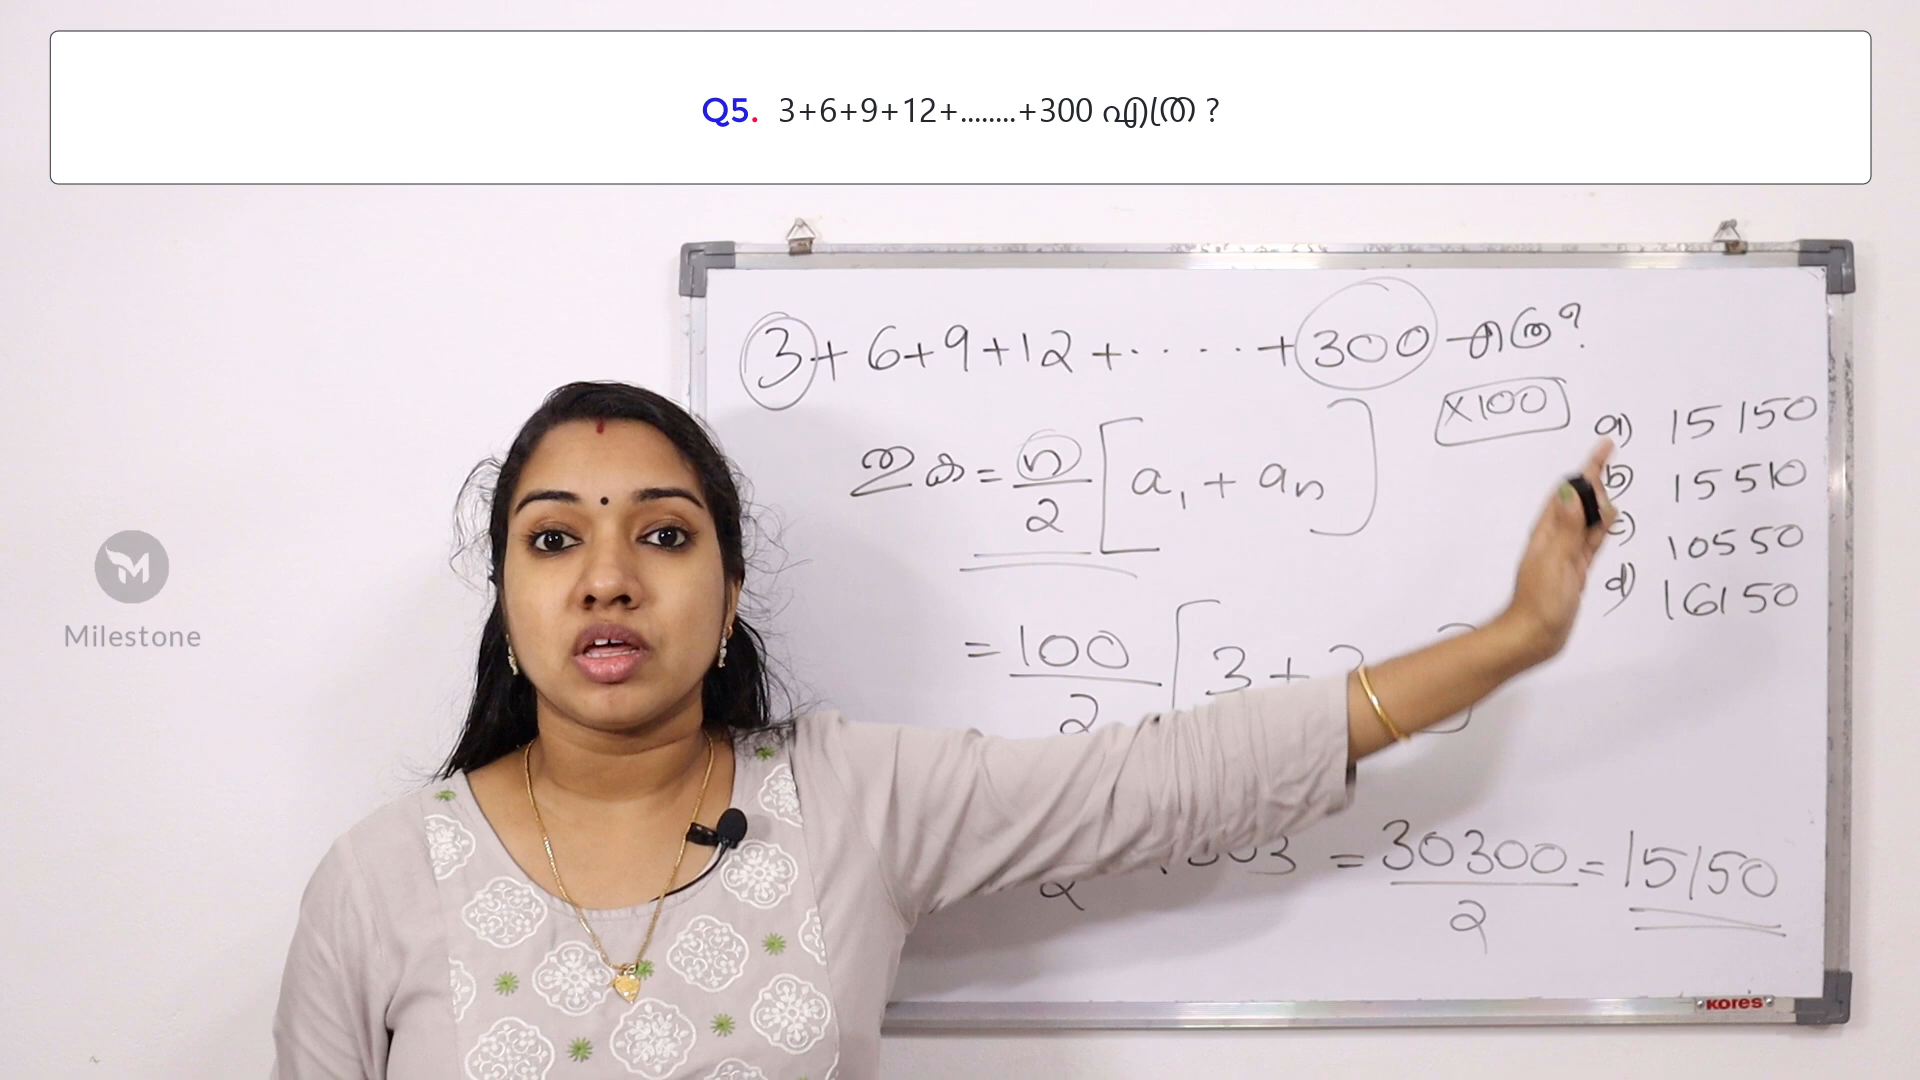 Q5. 3+6+9+12+........+300 എത്ര ?
3+6+9+12+.....+300 എത്ര?
x100
തുക = n/2 [a₁ + aₙ]
a) 15150
b) 15510
c) 10550
d) 16150
= 100/2 [3+
= 30300/2 = 15150
Milestone
KORES